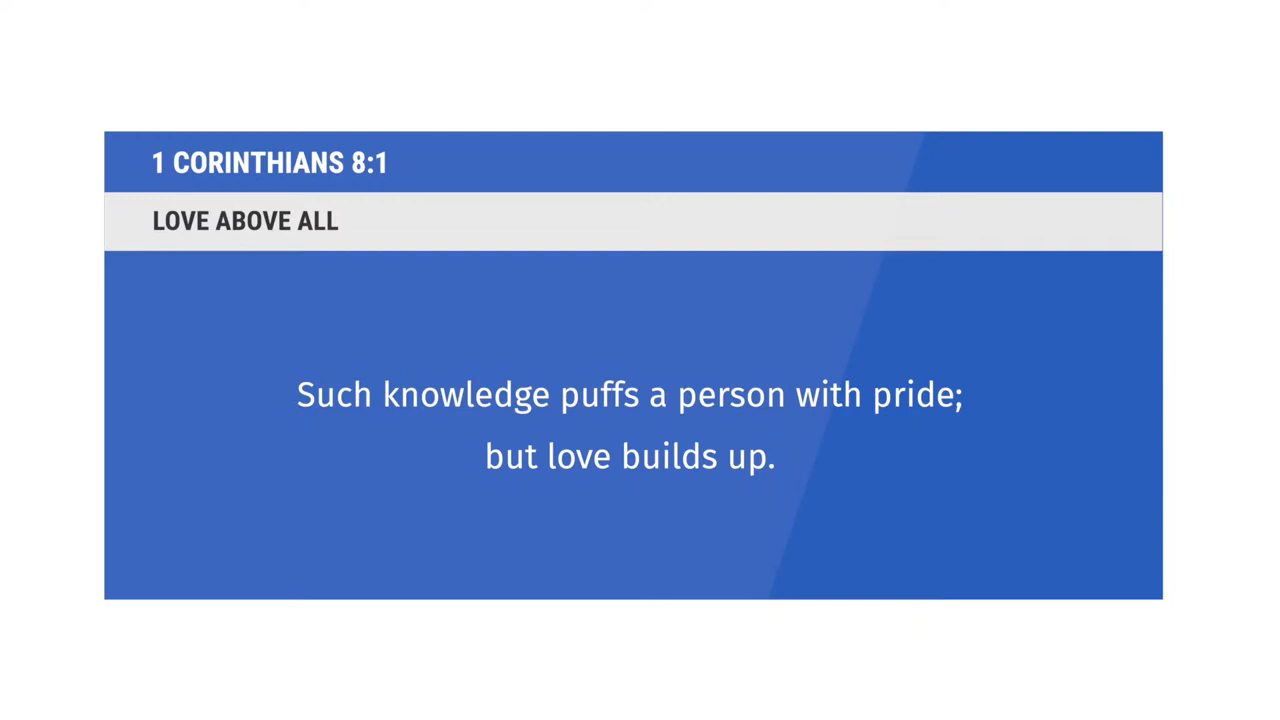 1 CORINTHIANS 8:1
LOVE ABOVE ALL
Such knowledge puffs a person with pride;
but love builds up.